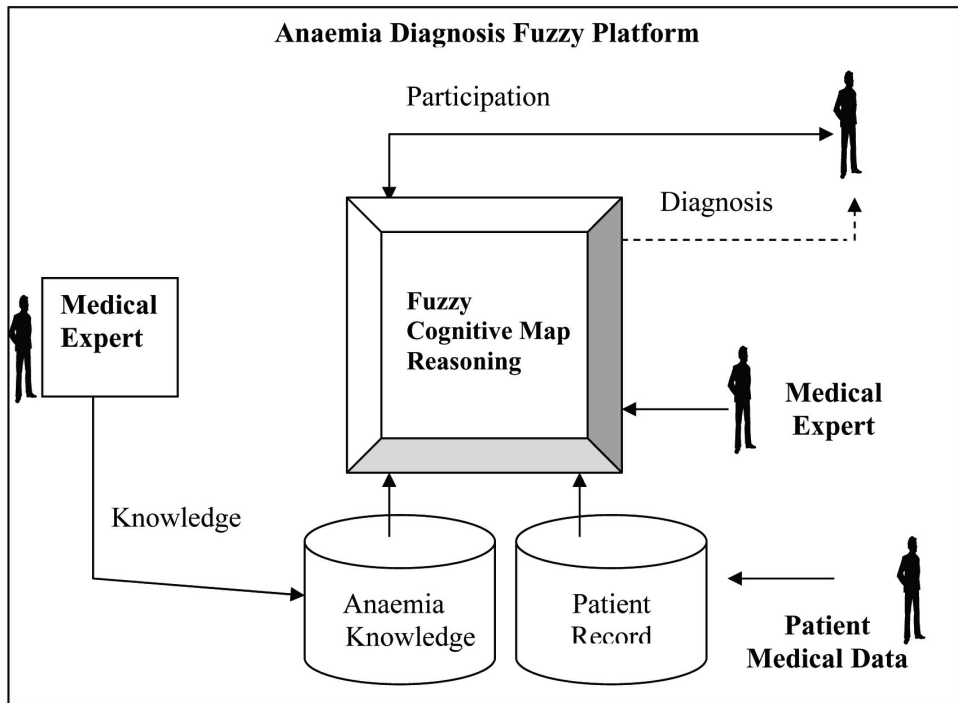 Anaemia Diagnosis Fuzzy Platform
Participation
Diagnosis
Medical
Expert
Fuzzy
Cognitive Map
Reasoning
Medical
Expert
Knowledge
Anaemia
Knowledge
Patient
Record
Patient
Medical Data